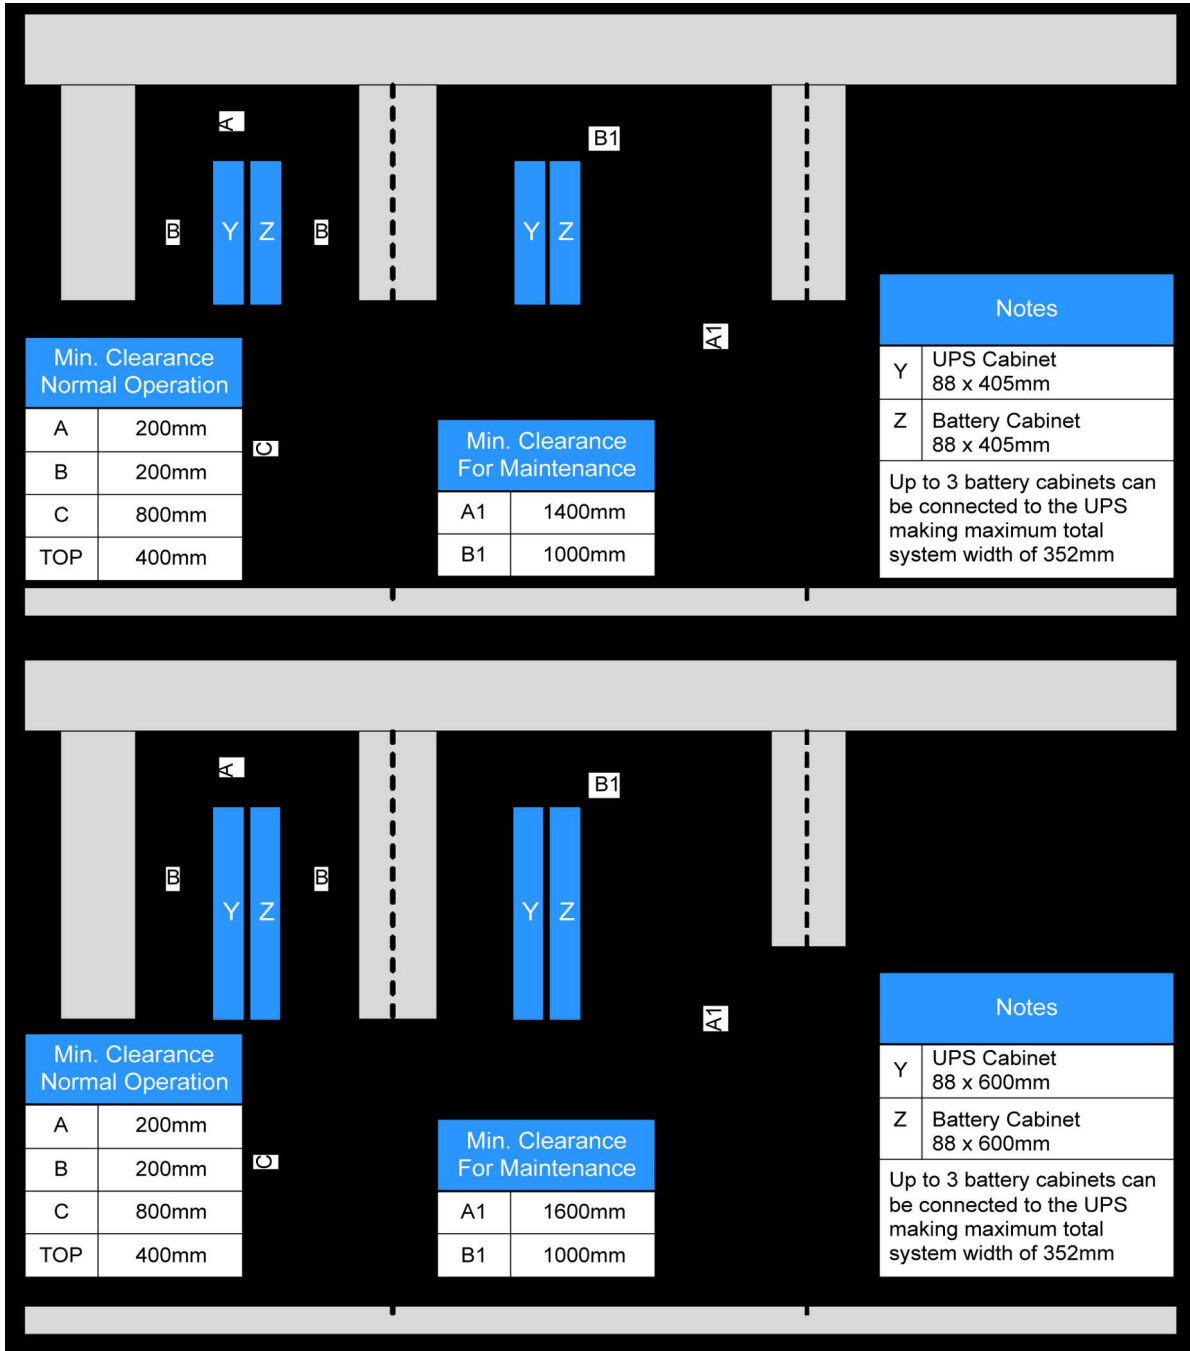 A
B1
B
Y
Z
B
Y
Z
A1
Min. Clearance
Normal Operation
A 200mm
B 200mm
C 800mm
TOP 400mm
C
Min. Clearance
For Maintenance
A1 1400mm
B1 1000mm
Notes
Y UPS Cabinet
88 x 405mm
Z Battery Cabinet
88 x 405mm
Up to 3 battery cabinets can
be connected to the UPS
making maximum total
system width of 352mm
A
B1
B
B
Y
Z
Y
Z
A1
Min. Clearance
Normal Operation
A 200mm
B 200mm
C 800mm
TOP 400mm
C
Min. Clearance
For Maintenance
A1 1600mm
B1 1000mm
Notes
Y UPS Cabinet
88 x 600mm
Z Battery Cabinet
88 x 600mm
Up to 3 battery cabinets can
be connected to the UPS
making maximum total
system width of 352mm